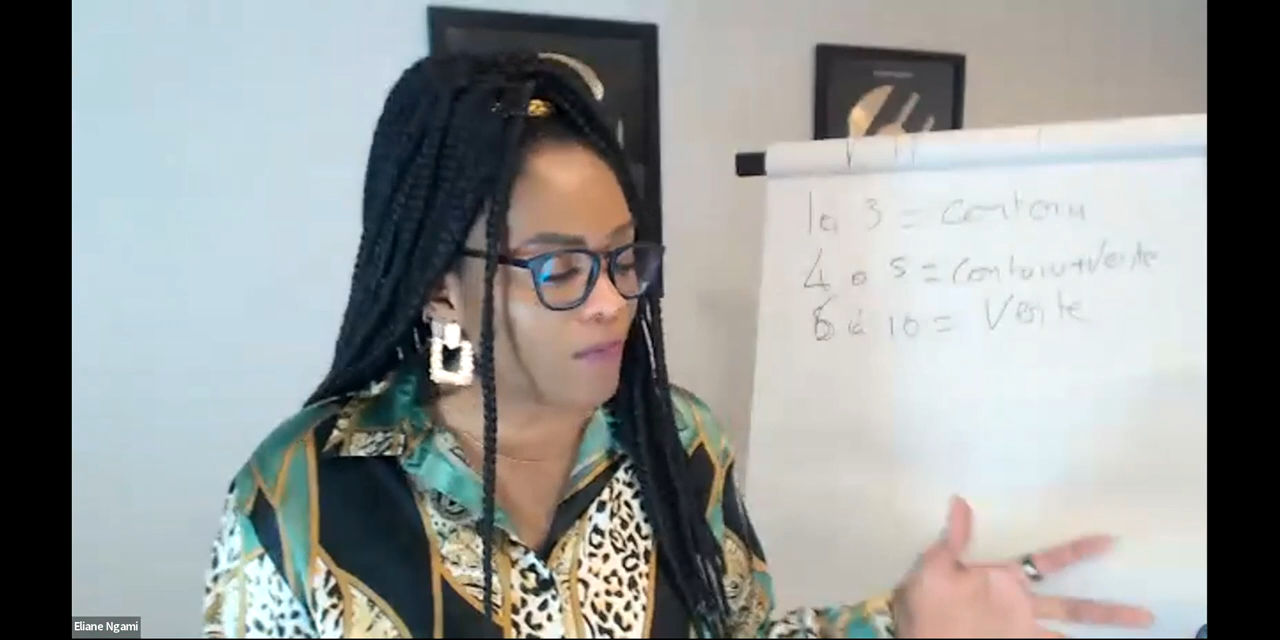 1 à 3 = Contenu
4 à 5 = Contenu+Vente
6 à 10 = Vente
Eliane Ngami